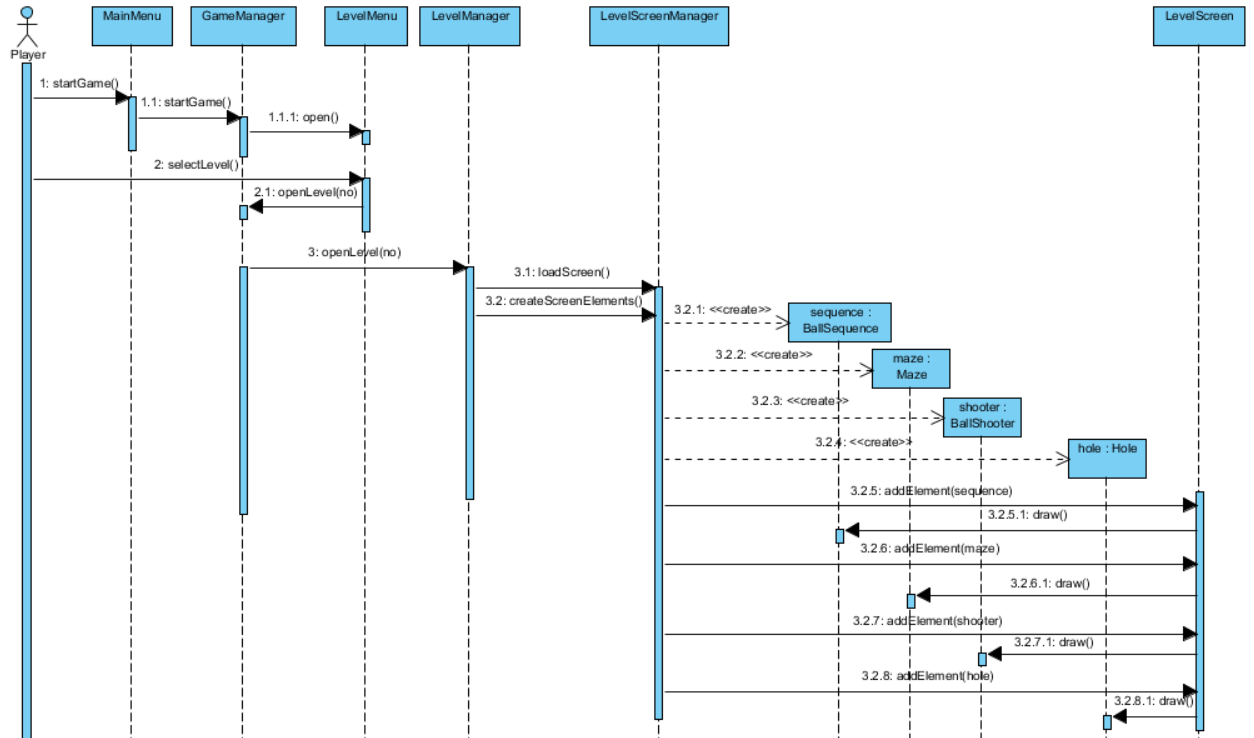 MainMenu
GameManager
LevelMenu
LevelManager
LevelScreenManager
LevelScreen
Player
1: startGame()
1.1: startGame()
1.1.1: open()
2: selectLevel()
2.1: openLevel(no)
3: openLevel(no)
3.1: loadScreen()
3.2: createScreenElements()
3.2.1: <<create>>
sequence :
BallSequence
3.2.2: <<create>>
maze :
Maze
3.2.3: <<create>>
shooter :
BallShooter
3.2.4: <<create>>
hole : Hole
3.2.5: addElement(sequence)
3.2.5.1: draw()
3.2.6: addElement(maze)
3.2.6.1: draw()
3.2.7: addElement(shooter)
3.2.7.1: draw()
3.2.8: addElement(hole)
3.2.8.1: draw()